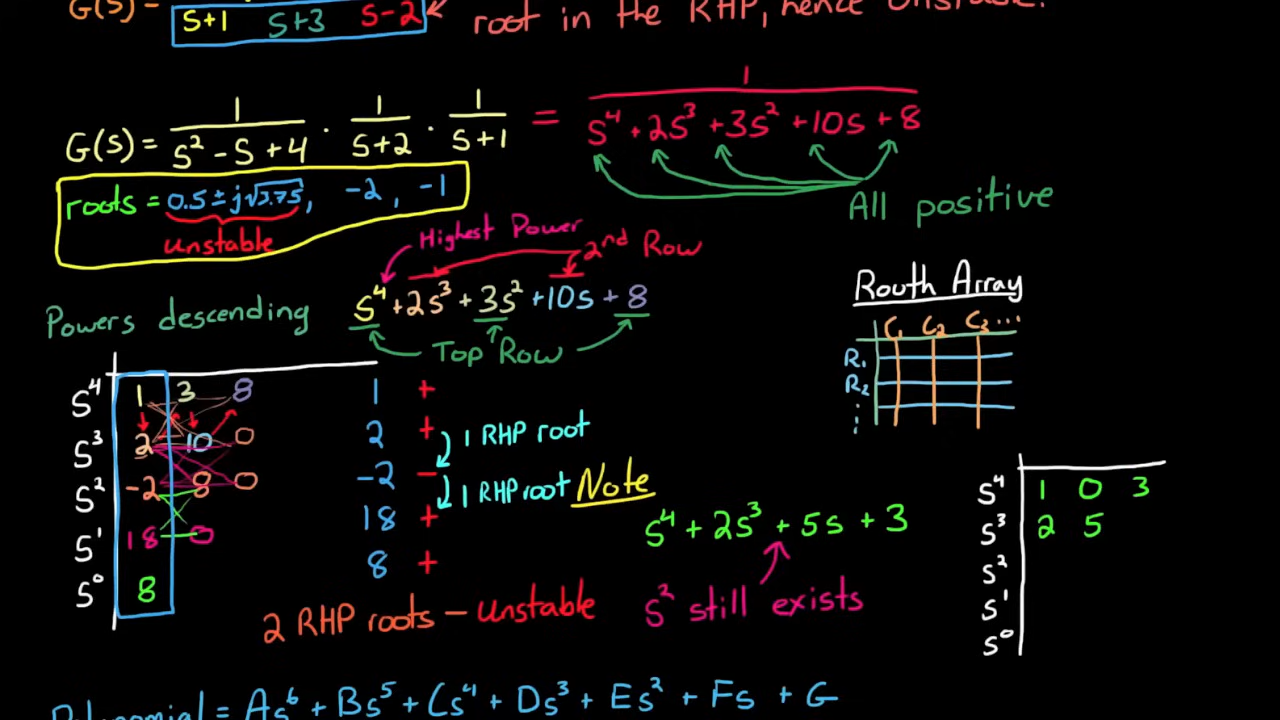 G(s) =
s+1 s+3 s-2
root in the RHP, hence unstable.
G(s) = 1/(s² - s + 4) · 1/(s+2) · 1/(s+1) = 1/(s⁴ + 2s³ + 3s² + 10s + 8)
roots = 0.5 ± j√3.75, -2, -1
unstable
All positive
Highest Power
2nd Row
Powers descending
s⁴ + 2s³ + 3s² + 10s + 8
Top Row
Routh Array
C₁ C₂ C₃ ...
R₁
R₂
⋮
s⁴ 1 3 8
s³ 2 10 0
s² -2 8 0
s¹ 18 0
s⁰ 8
1 +
2 +
-2 -
18 +
8 +
1 RHP root
1 RHP root
Note
2 RHP roots – unstable
s⁴ + 2s³ + 5s + 3
s² still exists
s⁴ 1 0 3
s³ 2 5
s²
s¹
s⁰
Polynomial = As⁶ + Bs⁵ + Cs⁴ + Ds³ + Es² + Fs + G